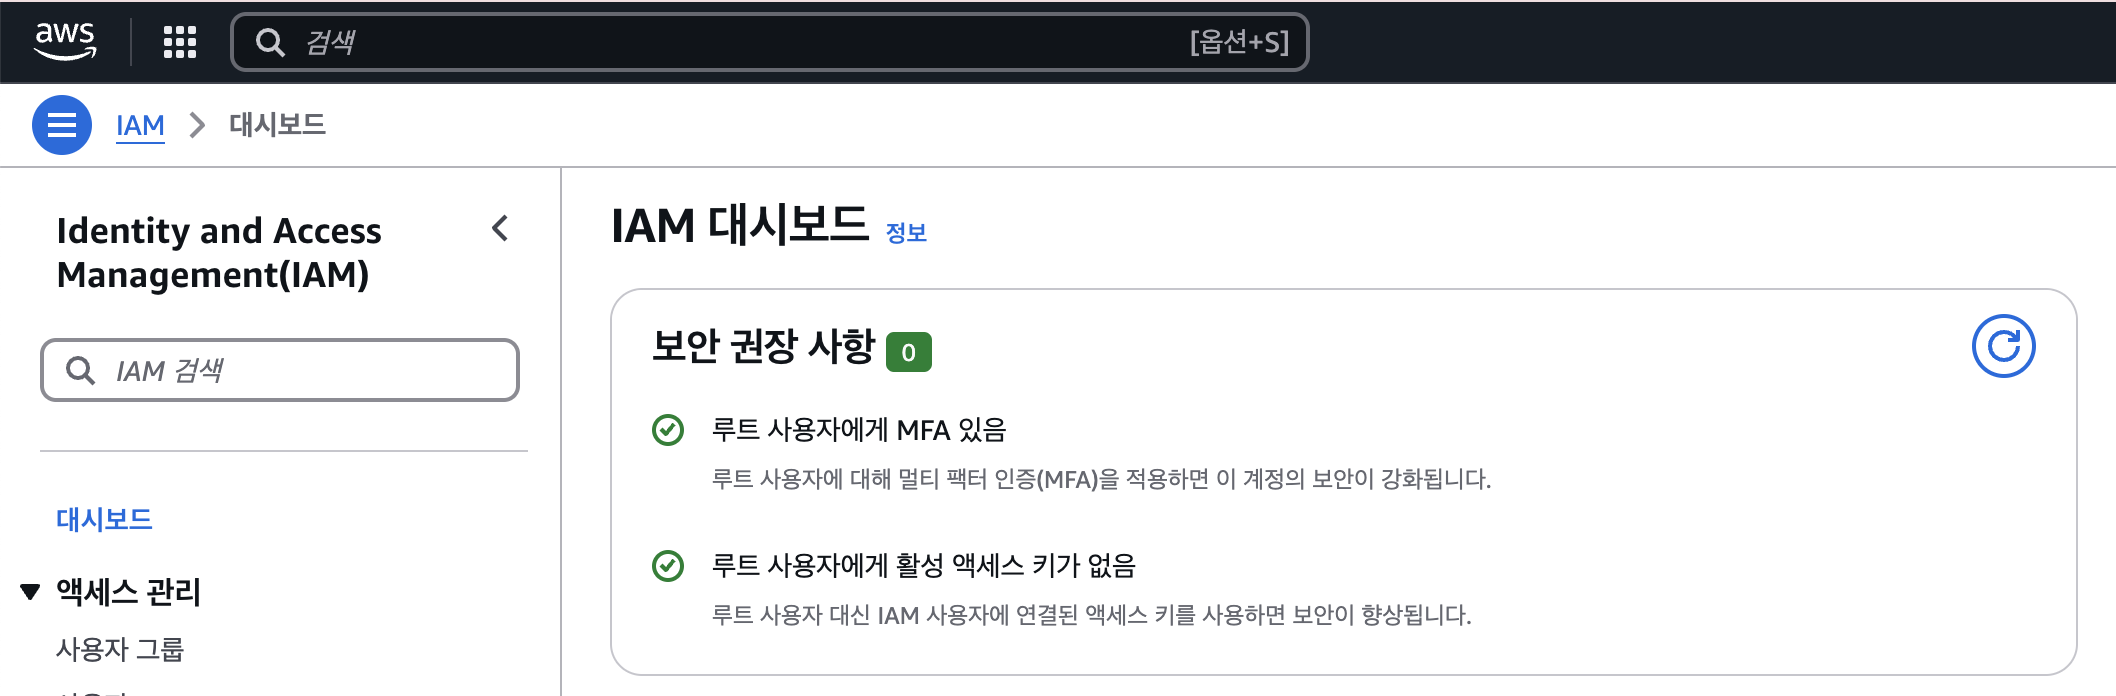 aws
검색
[옵션+S]
IAM
대시보드
Identity and Access
Management(IAM)
IAM 검색
대시보드
액세스 관리
사용자 그룹
IAM 대시보드 정보
보안 권장 사항 0
루트 사용자에게 MFA 있음
루트 사용자에 대해 멀티 팩터 인증(MFA)을 적용하면 이 계정의 보안이 강화됩니다.
루트 사용자에게 활성 액세스 키가 없음
루트 사용자 대신 IAM 사용자에 연결된 액세스 키를 사용하면 보안이 향상됩니다.